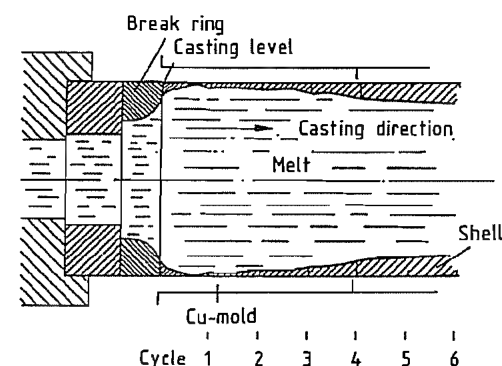 Break ring
Casting level
Casting direction
Melt
Shell
Cu-mold
Cycle 1 2 3 4 5 6